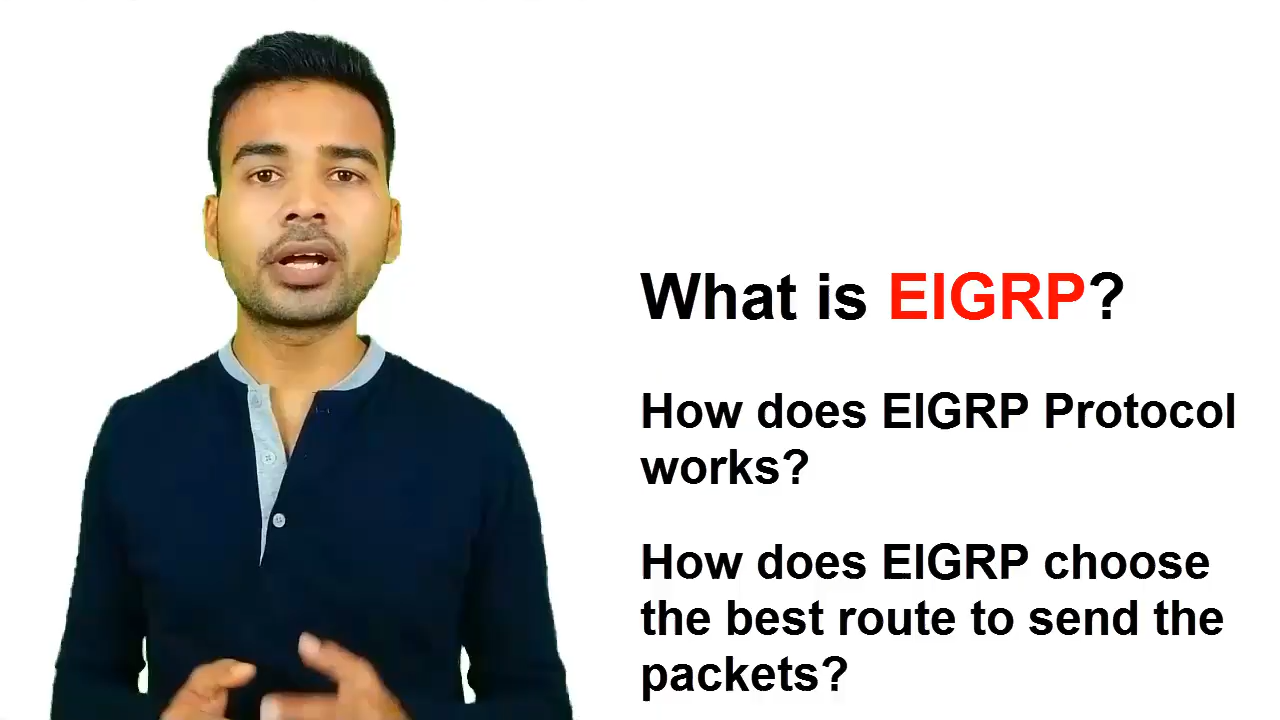 What is EIGRP?
How does EIGRP Protocol
works?
How does EIGRP choose
the best route to send the
packets?